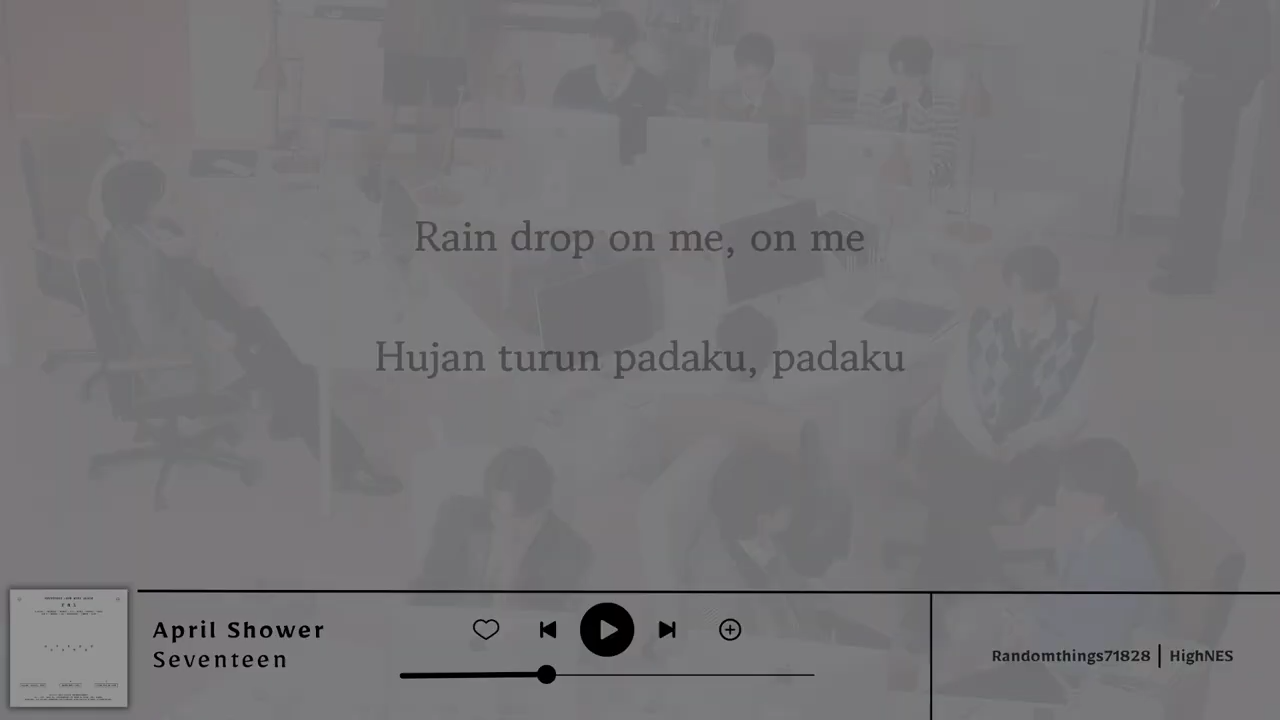 Rain drop on me, on me
Hujan turun padaku, padaku
April Shower
Seventeen
Randomthings71828 | HighNES